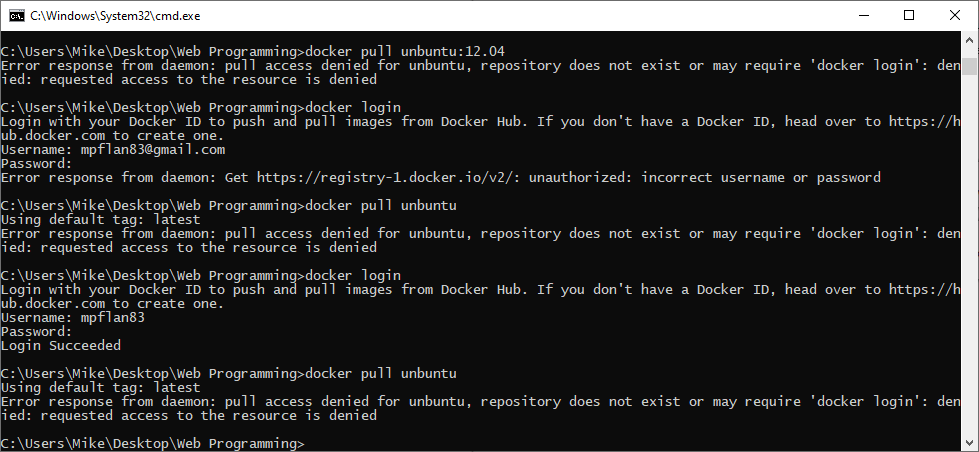 C:\Windows\System32\cmd.exe
C:\Users\Mike\Desktop\Web Programming>docker pull unbuntu:12.04
Error response from daemon: pull access denied for unbuntu, repository does not exist or may require 'docker login': den
ied: requested access to the resource is denied
C:\Users\Mike\Desktop\Web Programming>docker login
Login with your Docker ID to push and pull images from Docker Hub. If you don't have a Docker ID, head over to https://h
ub.docker.com to create one.
Username: mpflan83@gmail.com
Password:
Error response from daemon: Get https://registry-1.docker.io/v2/: unauthorized: incorrect username or password
C:\Users\Mike\Desktop\Web Programming>docker pull unbuntu
Using default tag: latest
Error response from daemon: pull access denied for unbuntu, repository does not exist or may require 'docker login': den
ied: requested access to the resource is denied
C:\Users\Mike\Desktop\Web Programming>docker login
Login with your Docker ID to push and pull images from Docker Hub. If you don't have a Docker ID, head over to https://h
ub.docker.com to create one.
Username: mpflan83
Password:
Login Succeeded
C:\Users\Mike\Desktop\Web Programming>docker pull unbuntu
Using default tag: latest
Error response from daemon: pull access denied for unbuntu, repository does not exist or may require 'docker login': den
ied: requested access to the resource is denied
C:\Users\Mike\Desktop\Web Programming>